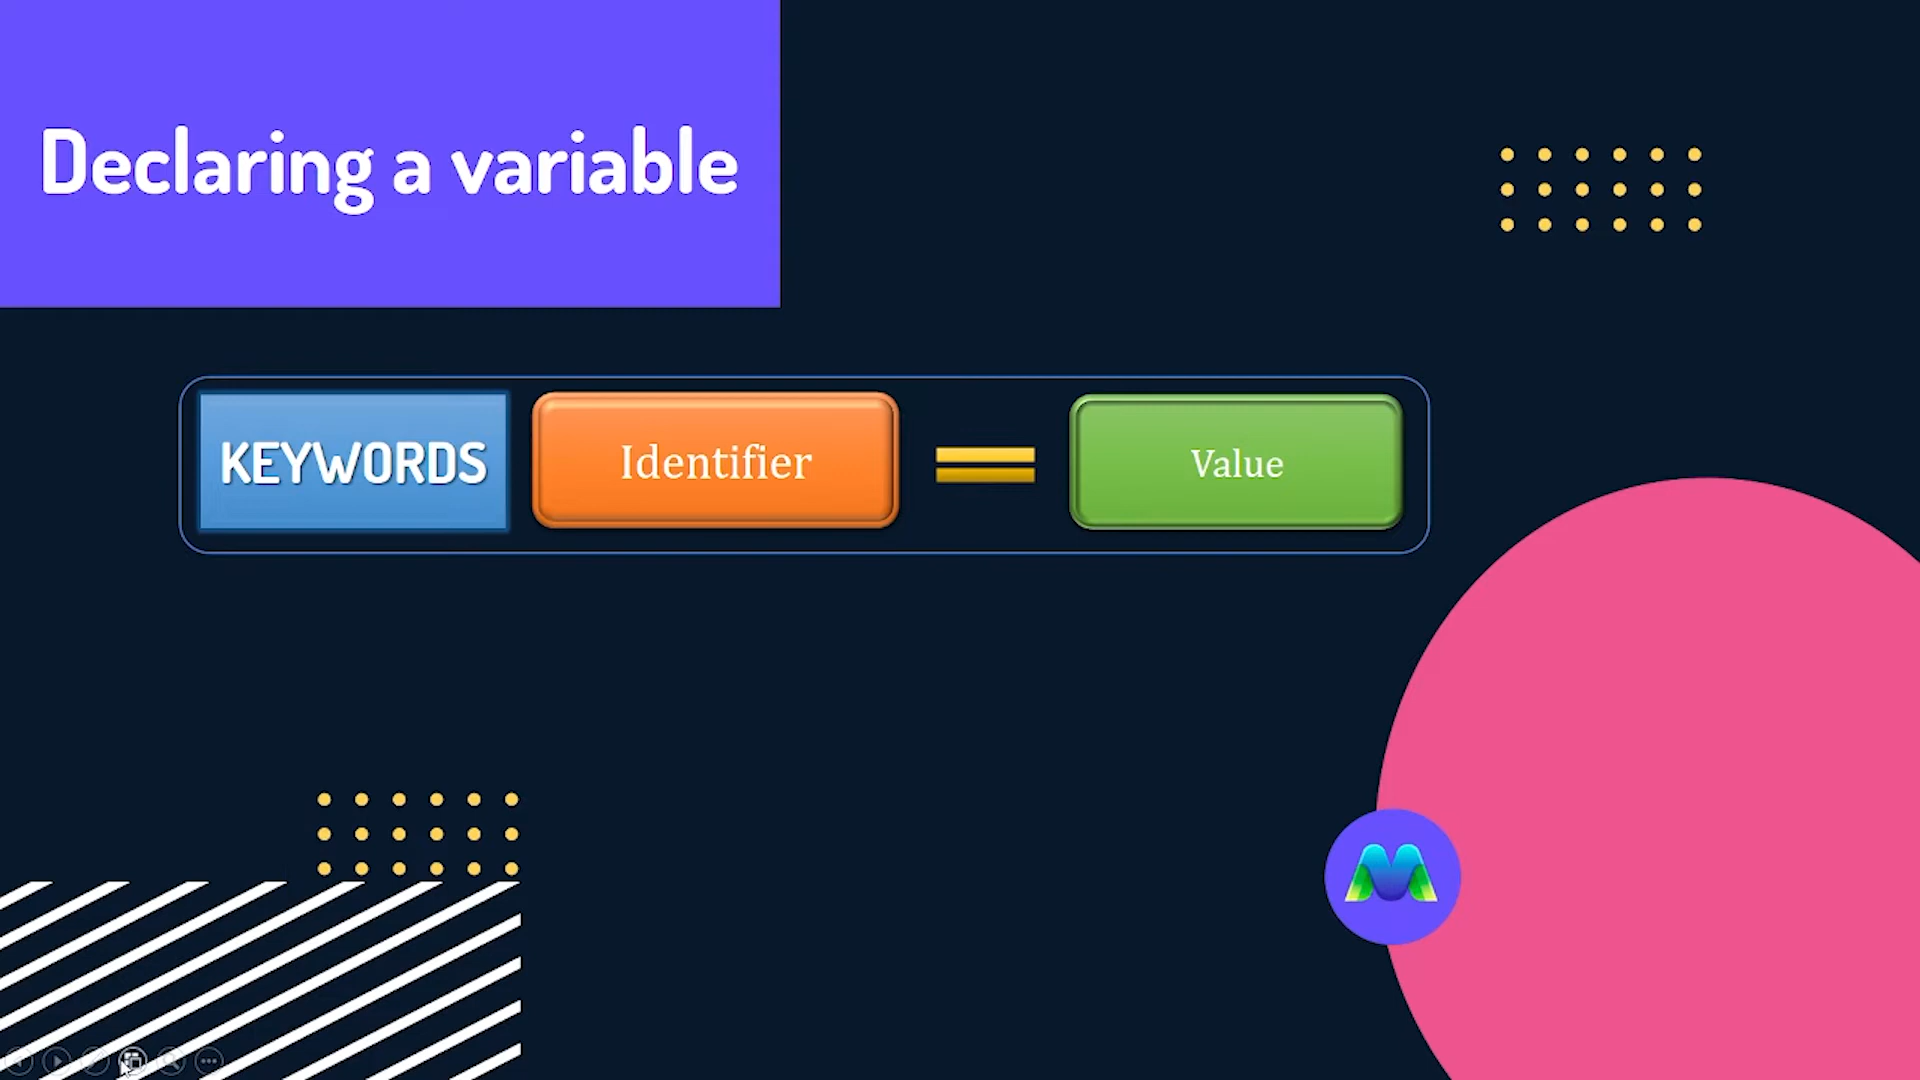 Declaring a variable
KEYWORDS Identifier = Value